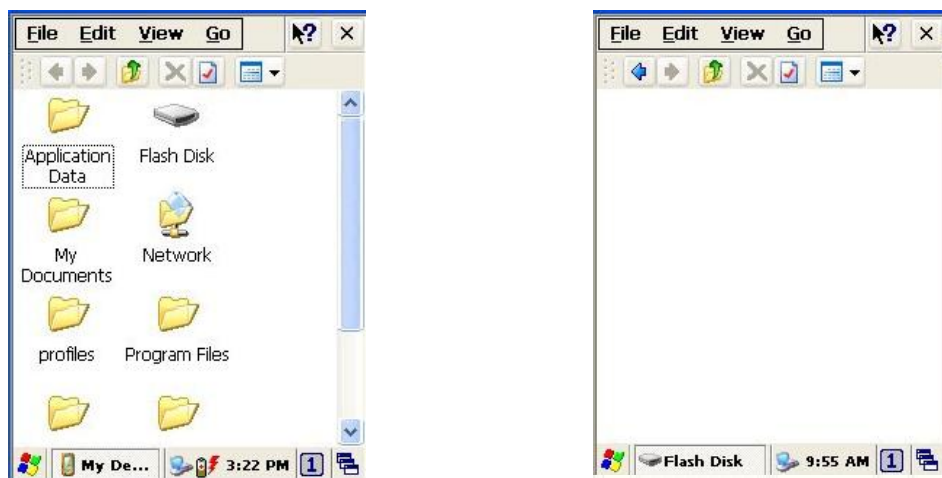 File Edit View Go
Application Data
Flash Disk
My Documents
Network
profiles
Program Files
My De... 3:22 PM 1
File Edit View Go
Flash Disk 9:55 AM 1